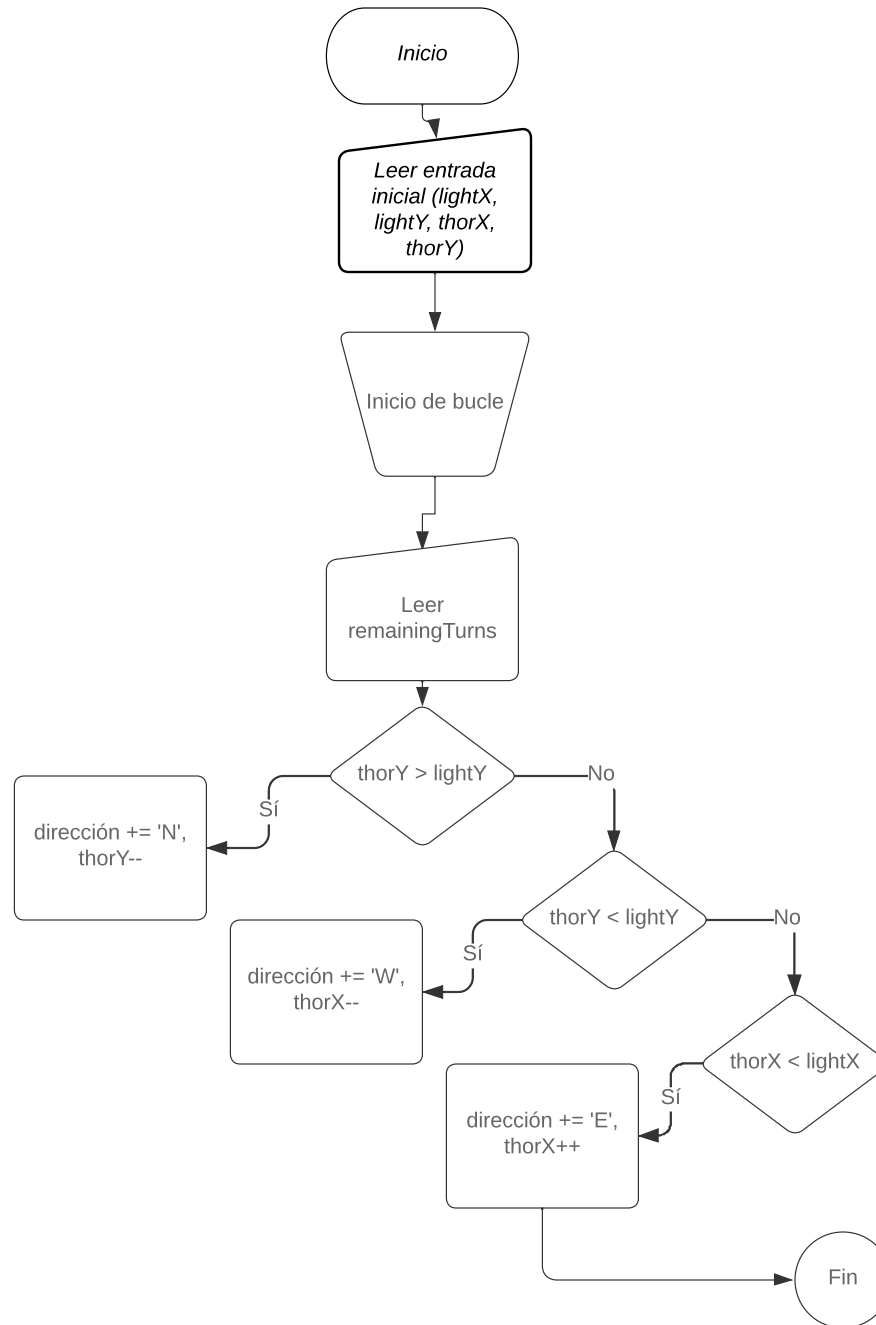 Inicio
Leer entrada
inicial (lightX,
lightY, thorX,
thorY)
Inicio de bucle
Leer
remainingTurns
thorY > lightY
Sí
No
dirección += 'N',
thorY--
thorY < lightY
Sí
No
dirección += 'W',
thorX--
thorX < lightX
Sí
dirección += 'E',
thorX++
Fin